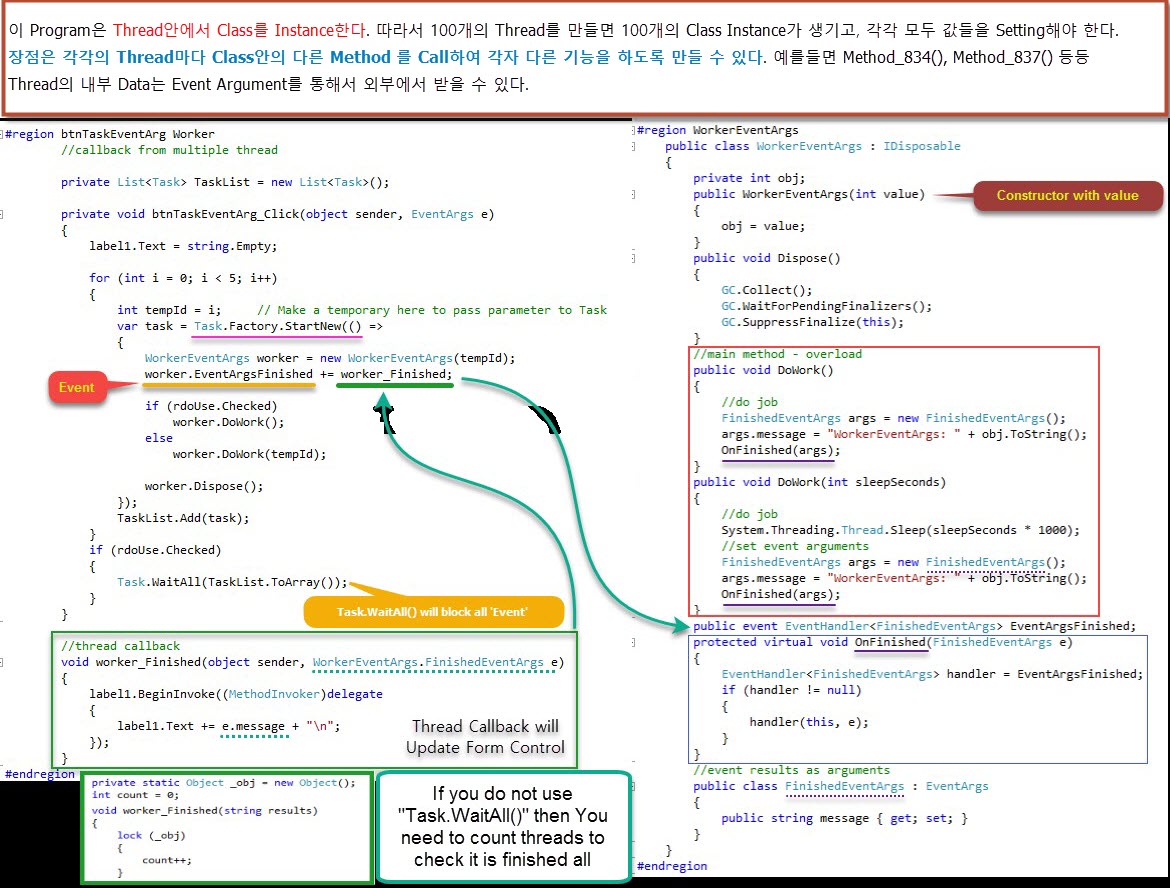 이 Program은 Thread안에서 Class를 Instance한다. 따라서 100개의 Thread를 만들면 100개의 Class Instance가 생기고, 각각 모두 값들을 Setting해야 한다.
장점은 각각의 Thread마다 Class안의 다른 Method 를 Call하여 각자 다른 기능을 하도록 만들 수 있다. 예를들면 Method_834(), Method_837() 등등
Thread의 내부 Data는 Event Argument를 통해서 외부에서 받을 수 있다.
#region btnTaskEventArg Worker
//callback from multiple thread
private List<Task> TaskList = new List<Task>();
private void btnTaskEventArg_Click(object sender, EventArgs e)
{
label1.Text = string.Empty;
for (int i = 0; i < 5; i++)
{
int tempId = i;     // Make a temporary here to pass parameter to Task
var task = Task.Factory.StartNew(() =>
{
WorkerEventArgs worker = new WorkerEventArgs(tempId);
worker.EventArgsFinished += worker_Finished;
Event
if (rdoUse.Checked)
worker.DoWork();
else
worker.DoWork(tempId);
worker.Dispose();
});
TaskList.Add(task);
}
if (rdoUse.Checked)
{
Task.WaitAll(TaskList.ToArray());
}
Task.WaitAll() will block all 'Event'
}
//thread callback
void worker_Finished(object sender, WorkerEventArgs.FinishedEventArgs e)
{
label1.BeginInvoke((MethodInvoker)delegate
{
label1.Text += e.message + "\n";
});
}
Thread Callback will
Update Form Control
#endregion
private static Object _obj = new Object();
int count = 0;
void worker_Finished(string results)
{
lock (_obj)
{
count++;
}
If you do not use
"Task.WaitAll()" then You
need to count threads to
check it is finished all
#region WorkerEventArgs
public class WorkerEventArgs : IDisposable
{
private int obj;
public WorkerEventArgs(int value)
Constructor with value
{
obj = value;
}
public void Dispose()
{
GC.Collect();
GC.WaitForPendingFinalizers();
GC.SuppressFinalize(this);
}
//main method - overload
public void DoWork()
{
//do job
FinishedEventArgs args = new FinishedEventArgs();
args.message = "WorkerEventArgs: " + obj.ToString();
OnFinished(args);
}
public void DoWork(int sleepSeconds)
{
//do job
System.Threading.Thread.Sleep(sleepSeconds * 1000);
//set event arguments
FinishedEventArgs args = new FinishedEventArgs();
args.message = "WorkerEventArgs: " + obj.ToString();
OnFinished(args);
}
public event EventHandler<FinishedEventArgs> EventArgsFinished;
protected virtual void OnFinished(FinishedEventArgs e)
{
EventHandler<FinishedEventArgs> handler = EventArgsFinished;
if (handler != null)
{
handler(this, e);
}
}
//event results as arguments
public class FinishedEventArgs : EventArgs
{
public string message { get; set; }
}
}
#endregion